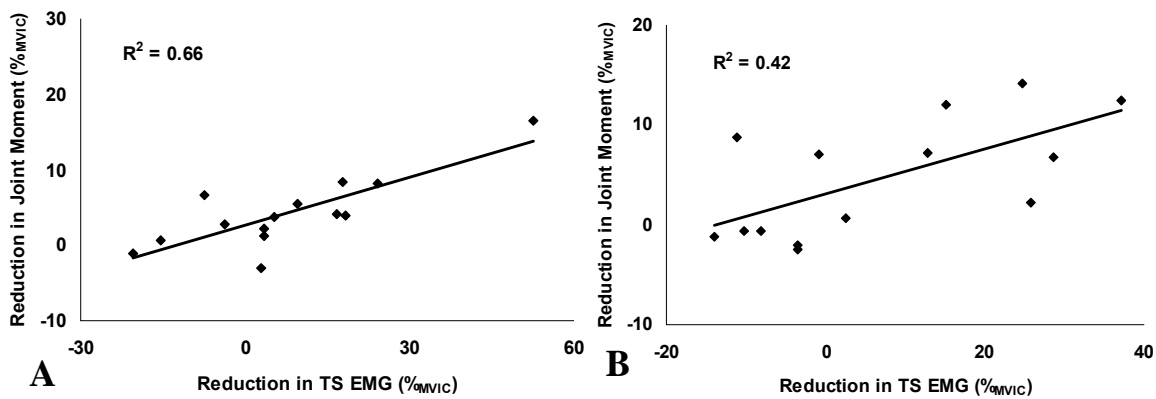 30
20
10
0
-10
R² = 0.66
Reduction in Joint Moment (%MVIC)
-30 0 30 60
Reduction in TS EMG (%MVIC)
A
20
10
0
-10
R² = 0.42
Reduction in Joint Moment (%MVIC)
-20 0 20 40
Reduction in TS EMG (%MVIC)
B